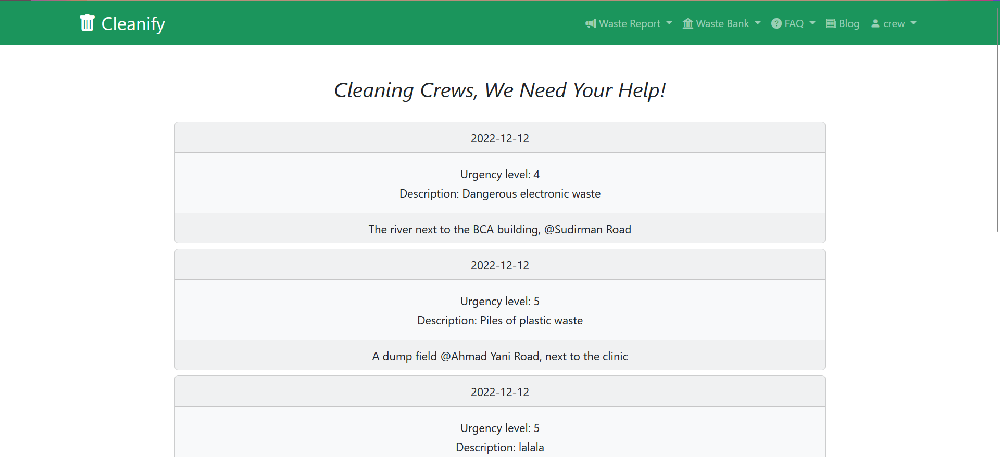 Cleanify
Waste Report
Waste Bank
FAQ
Blog
crew
Cleaning Crews, We Need Your Help!
2022-12-12
Urgency level: 4
Description: Dangerous electronic waste
The river next to the BCA building, @Sudirman Road
2022-12-12
Urgency level: 5
Description: Piles of plastic waste
A dump field @Ahmad Yani Road, next to the clinic
2022-12-12
Urgency level: 5
Description: lalala